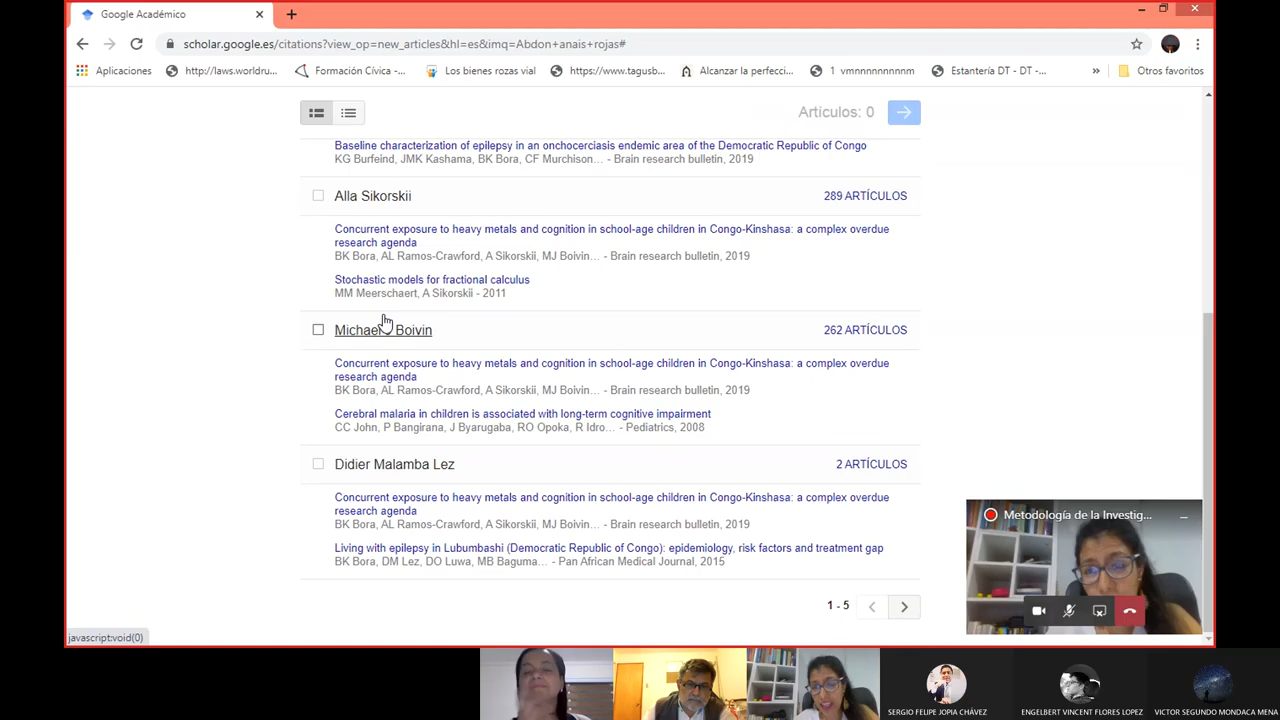 Google Académico
scholar.google.es/citations?view_op=new_articles&hl=es&imq=Abdon+anais+rojas#
Aplicaciones
http://laws.worldru...
Formación Cívica -...
Los bienes rozas vial
https://www.tagusb...
Alcanzar la perfecci...
1 vmnnnnnnnnm
Estantería DT - DT -...
»
Otros favoritos
Artículos: 0
Baseline characterization of epilepsy in an onchocerciasis endemic area of the Democratic Republic of Congo
KG Burfeind, JMK Kashama, BK Bora, CF Murchison... - Brain research bulletin, 2019
Alla Sikorskii
289 ARTÍCULOS
Concurrent exposure to heavy metals and cognition in school-age children in Congo-Kinshasa: a complex overdue
research agenda
BK Bora, AL Ramos-Crawford, A Sikorskii, MJ Boivin... - Brain research bulletin, 2019
Stochastic models for fractional calculus
MM Meerschaert, A Sikorskii - 2011
Michael Boivin
262 ARTÍCULOS
Concurrent exposure to heavy metals and cognition in school-age children in Congo-Kinshasa: a complex overdue
research agenda
BK Bora, AL Ramos-Crawford, A Sikorskii, MJ Boivin... - Brain research bulletin, 2019
Cerebral malaria in children is associated with long-term cognitive impairment
CC John, P Bangirana, J Byarugaba, RO Opoka, R Idro... - Pediatrics, 2008
Didier Malamba Lez
2 ARTÍCULOS
Concurrent exposure to heavy metals and cognition in school-age children in Congo-Kinshasa: a complex overdue
research agenda
BK Bora, AL Ramos-Crawford, A Sikorskii, MJ Boivin... - Brain research bulletin, 2019
Living with epilepsy in Lubumbashi (Democratic Republic of Congo): epidemiology, risk factors and treatment gap
BK Bora, DM Lez, DO Luwa, MB Baguma... - Pan African Medical Journal, 2015
Metodología de la Investig...
1 - 5
javascript:void(0)
SERGIO FELIPE JOPIA CHÁVEZ
ENGELBERT VINCENT FLORES LOPEZ
VICTOR SEGUNDO MONDACA MENA